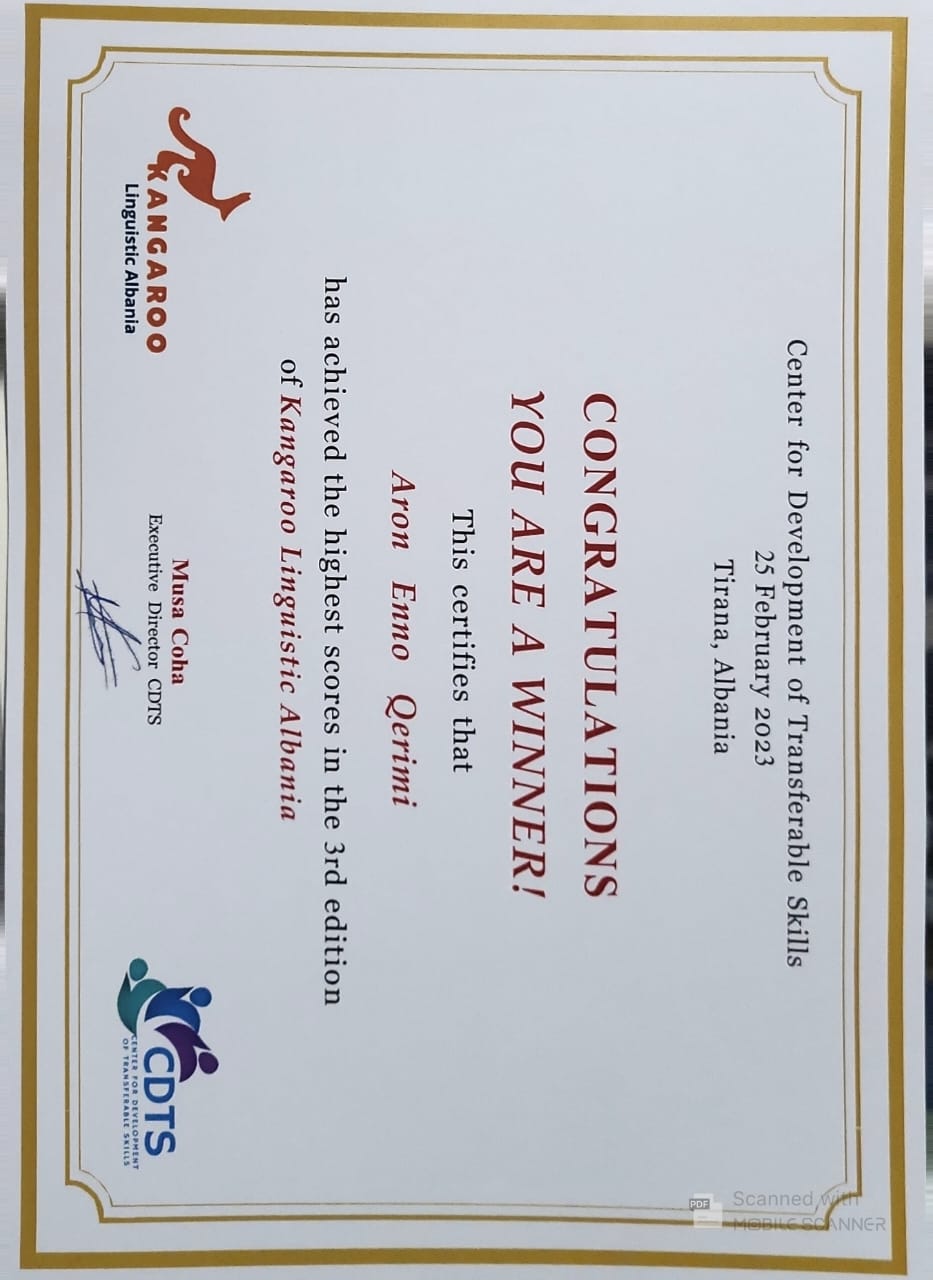 Center for Development of Transferable Skills
25 February 2023
Tirana, Albania
CONGRATULATIONS
YOU ARE A WINNER!
This certifies that
Aron Enno Qerimi
has achieved the highest scores in the 3rd edition
of Kangaroo Linguistic Albania
KANGAROO
Linguistic Albania
Musa Coha
Executive Director CDTS
CDTS
CENTER FOR DEVELOPMENT
OF TRANSFERABLE SKILLS
Scanned with
MOBILE SCANNER
PDF